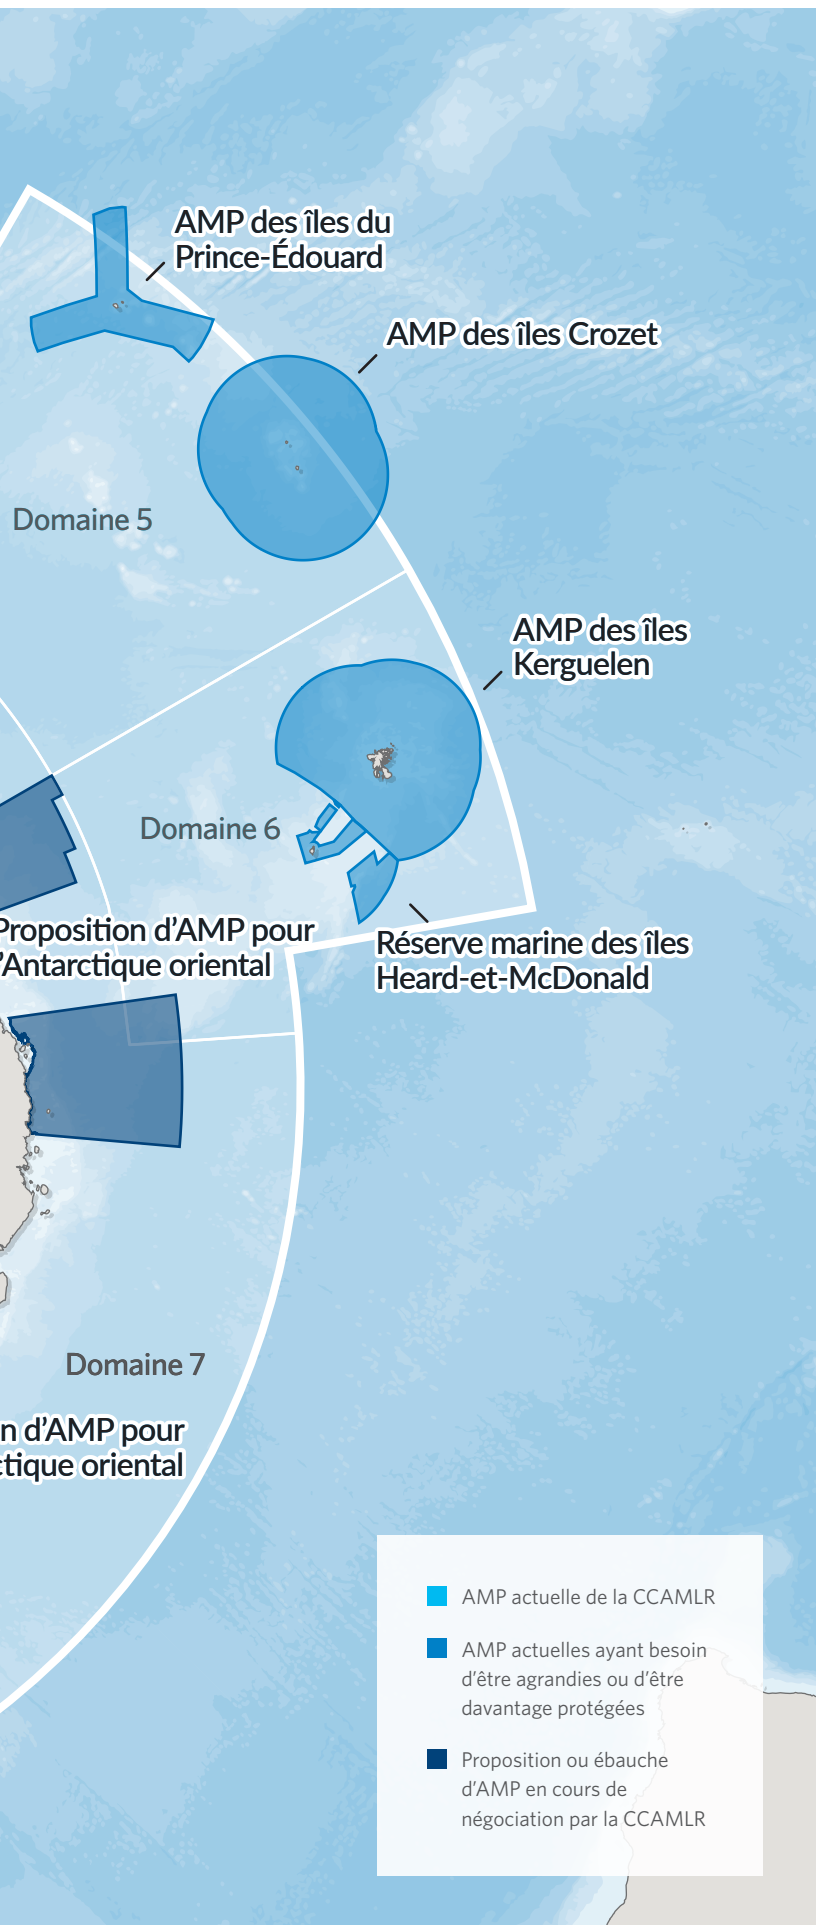 AMP des îles du
Prince-Édouard
AMP des îles Crozet
Domaine 5
AMP des îles
Kerguelen
Domaine 6
Proposition d’AMP pour
’Antarctique oriental
Réserve marine des îles
Heard-et-McDonald
Domaine 7
n d’AMP pour
ctique oriental
AMP actuelle de la CCAMLR
AMP actuelles ayant besoin
d’être agrandies ou d’être
davantage protégées
Proposition ou ébauche
d’AMP en cours de
négociation par la CCAMLR